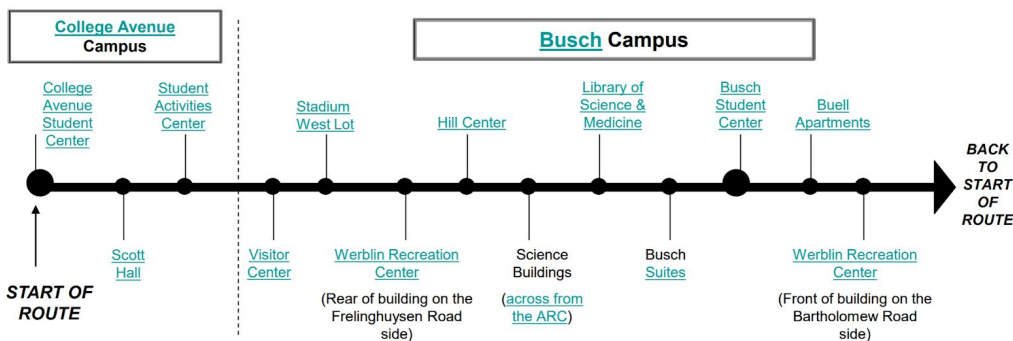 College Avenue
Campus
Busch Campus
College
Avenue
Student
Center
Student
Activities
Center
Stadium
West Lot
Hill Center
Library of
Science &
Medicine
Busch
Student
Center
Buell
Apartments
BACK
TO
START
OF
ROUTE
START OF
ROUTE
Scott
Hall
Visitor
Center
Werblin Recreation
Center
(Rear of building on the
Frelinghuysen Road
side)
Science
Buildings
(across from
the ARC)
Busch
Suites
Werblin Recreation
Center
(Front of building on the
Bartholomew Road
side)